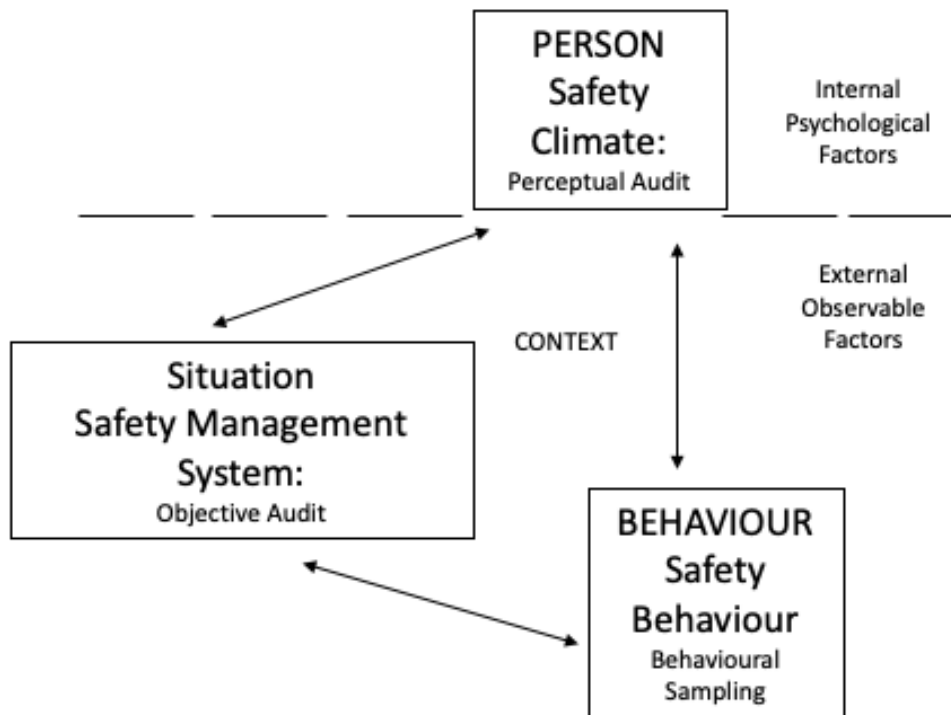 PERSON
Safety
Climate:
Perceptual Audit
Internal
Psychological
Factors
External
Observable
Factors
CONTEXT
Situation
Safety Management
System:
Objective Audit
BEHAVIOUR
Safety
Behaviour
Behavioural
Sampling